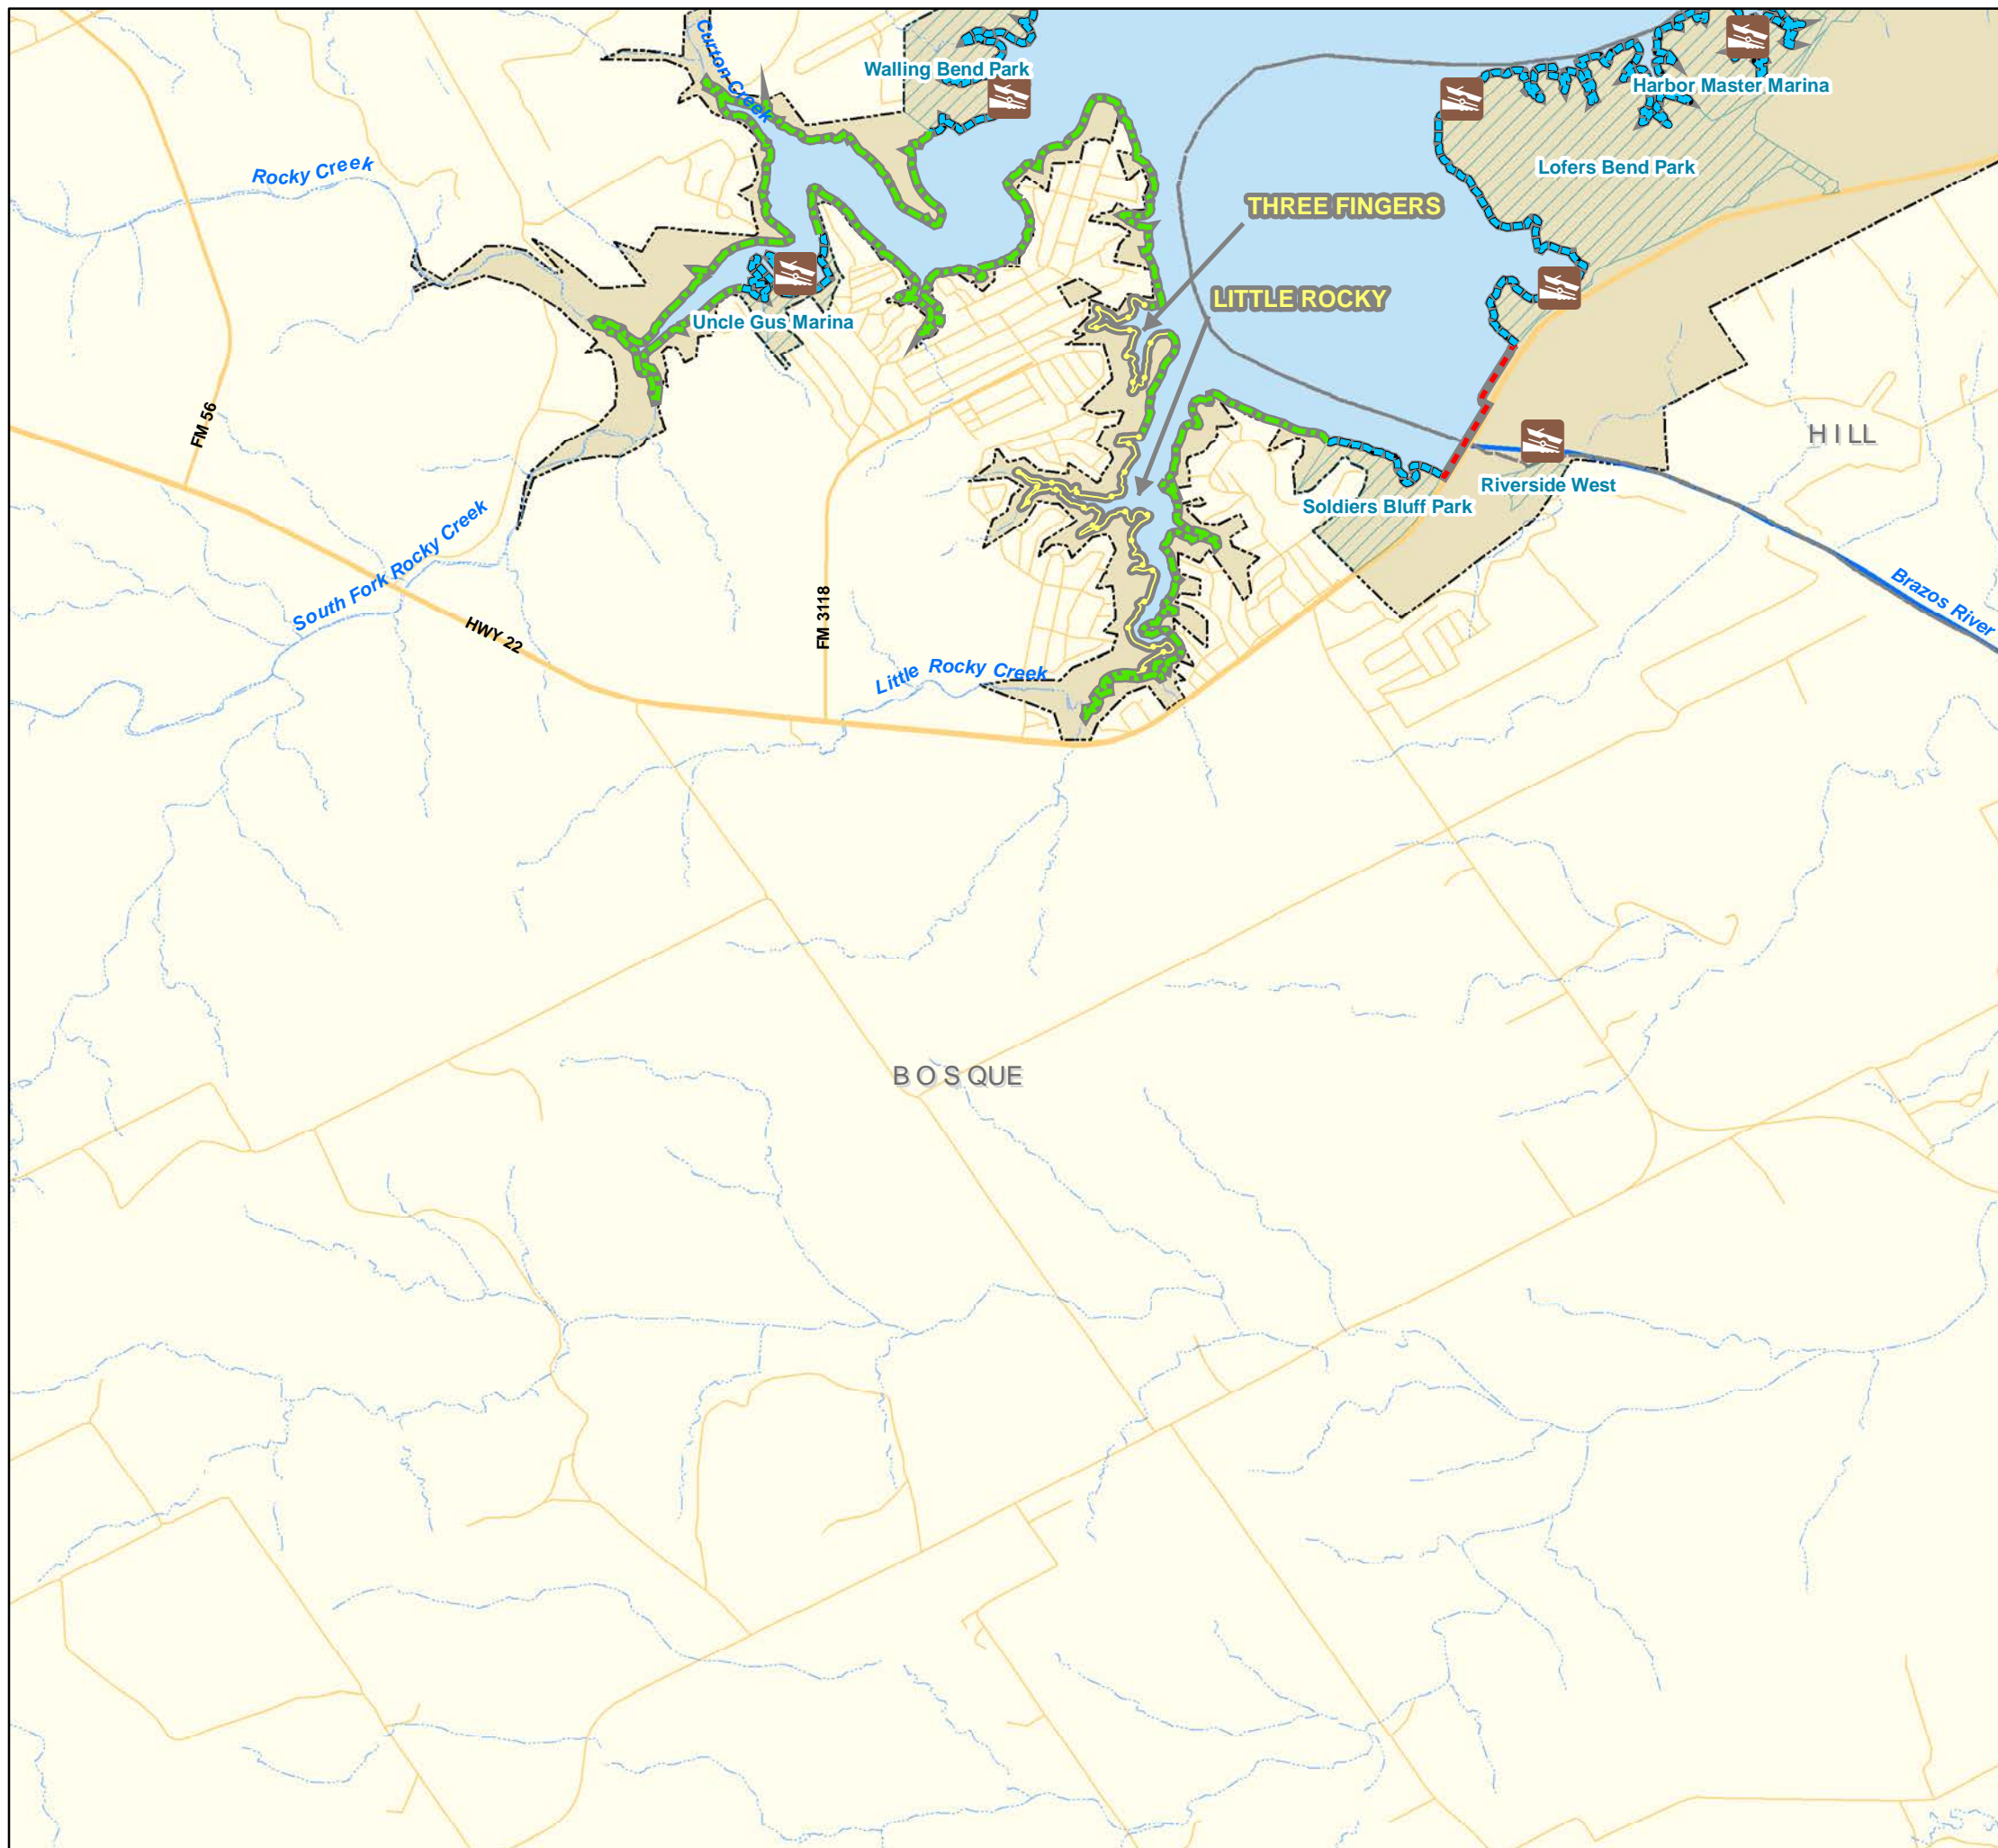 Curton Creek
Walling Bend Park
Harbor Master Marina
Rocky Creek
Lofers Bend Park
THREE FINGERS
LITTLE ROCKY
Uncle Gus Marina
FM 56
HILL
Riverside West
Soldiers Bluff Park
South Fork Rocky Creek
Brazos River
FM 3118
HWY 22
Little Rocky Creek
BOSQUE